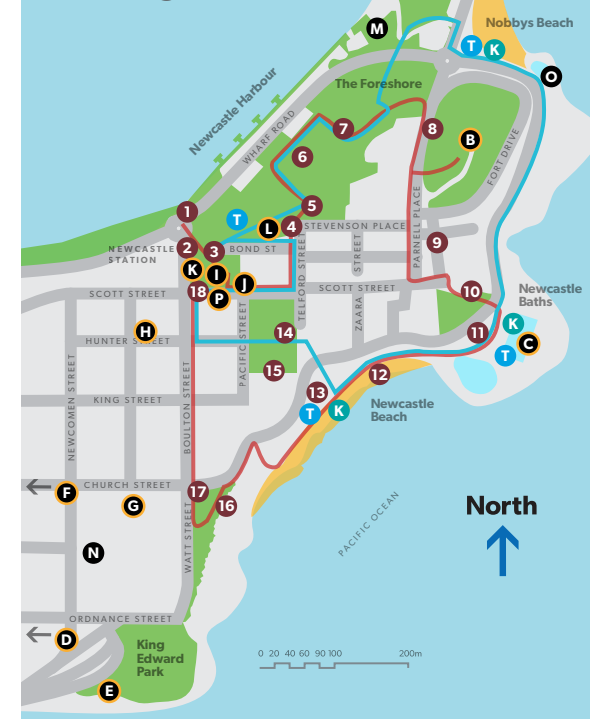 Nobbys Beach
T
K
M
O
The Foreshore
Newcastle Harbour
WHARF ROAD
7
8
B
6
FORT DRIVE
5
1
T
L
4
STEVENSON PLACE
PARNELL PLACE
9
2
3
NEWCASTLE
STATION
BOND ST
STREET
K
I
J
P
18
SCOTT STREET
SCOTT STREET
TELFORD STREET
ZAARA
10
Newcastle
Baths
K
11
C
T
H
HUNTER STREET
14
PACIFIC STREET
15
12
13
T
K
Newcastle
Beach
KING STREET
NEWCOMEN STREET
BOULTON STREET
CHURCH STREET
F
G
17
16
WATT STREET
N
PACIFIC OCEAN
North
ORDNANCE STREET
D
King
Edward
Park
E
0 20 40 60 90 100 200m